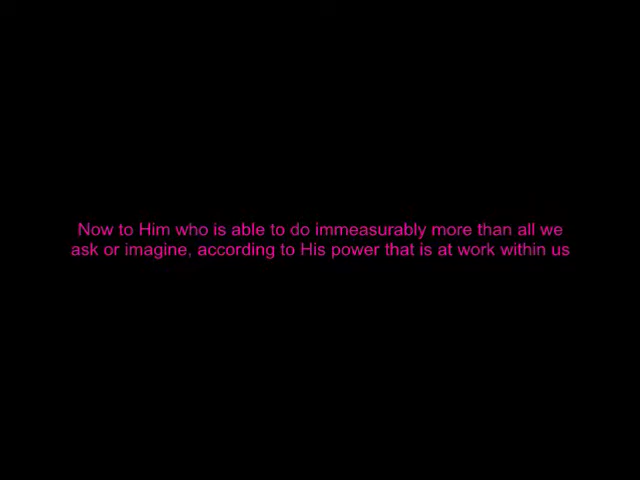 Now to Him who is able to do immeasurably more than all we
ask or imagine, according to His power that is at work within us